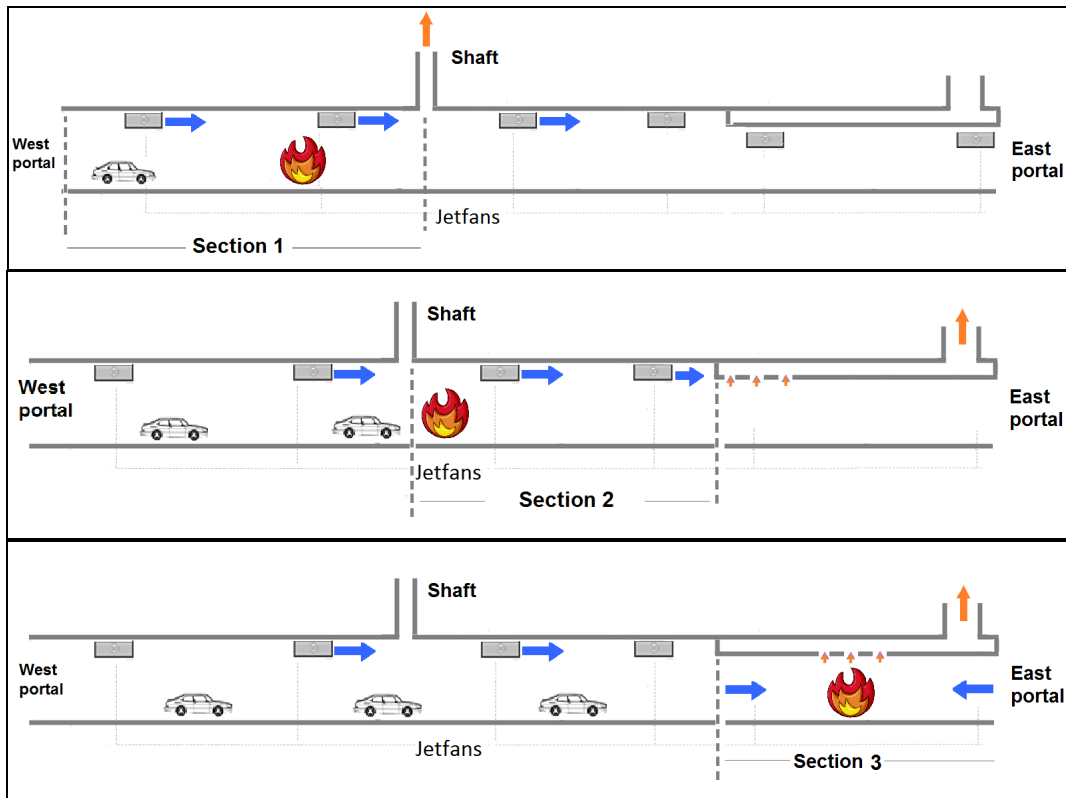 Shaft
West
portal
East
portal
Jetfans
Section 1
Shaft
West
portal
East
portal
Jetfans
Section 2
Shaft
West
portal
East
portal
Jetfans
Section 3